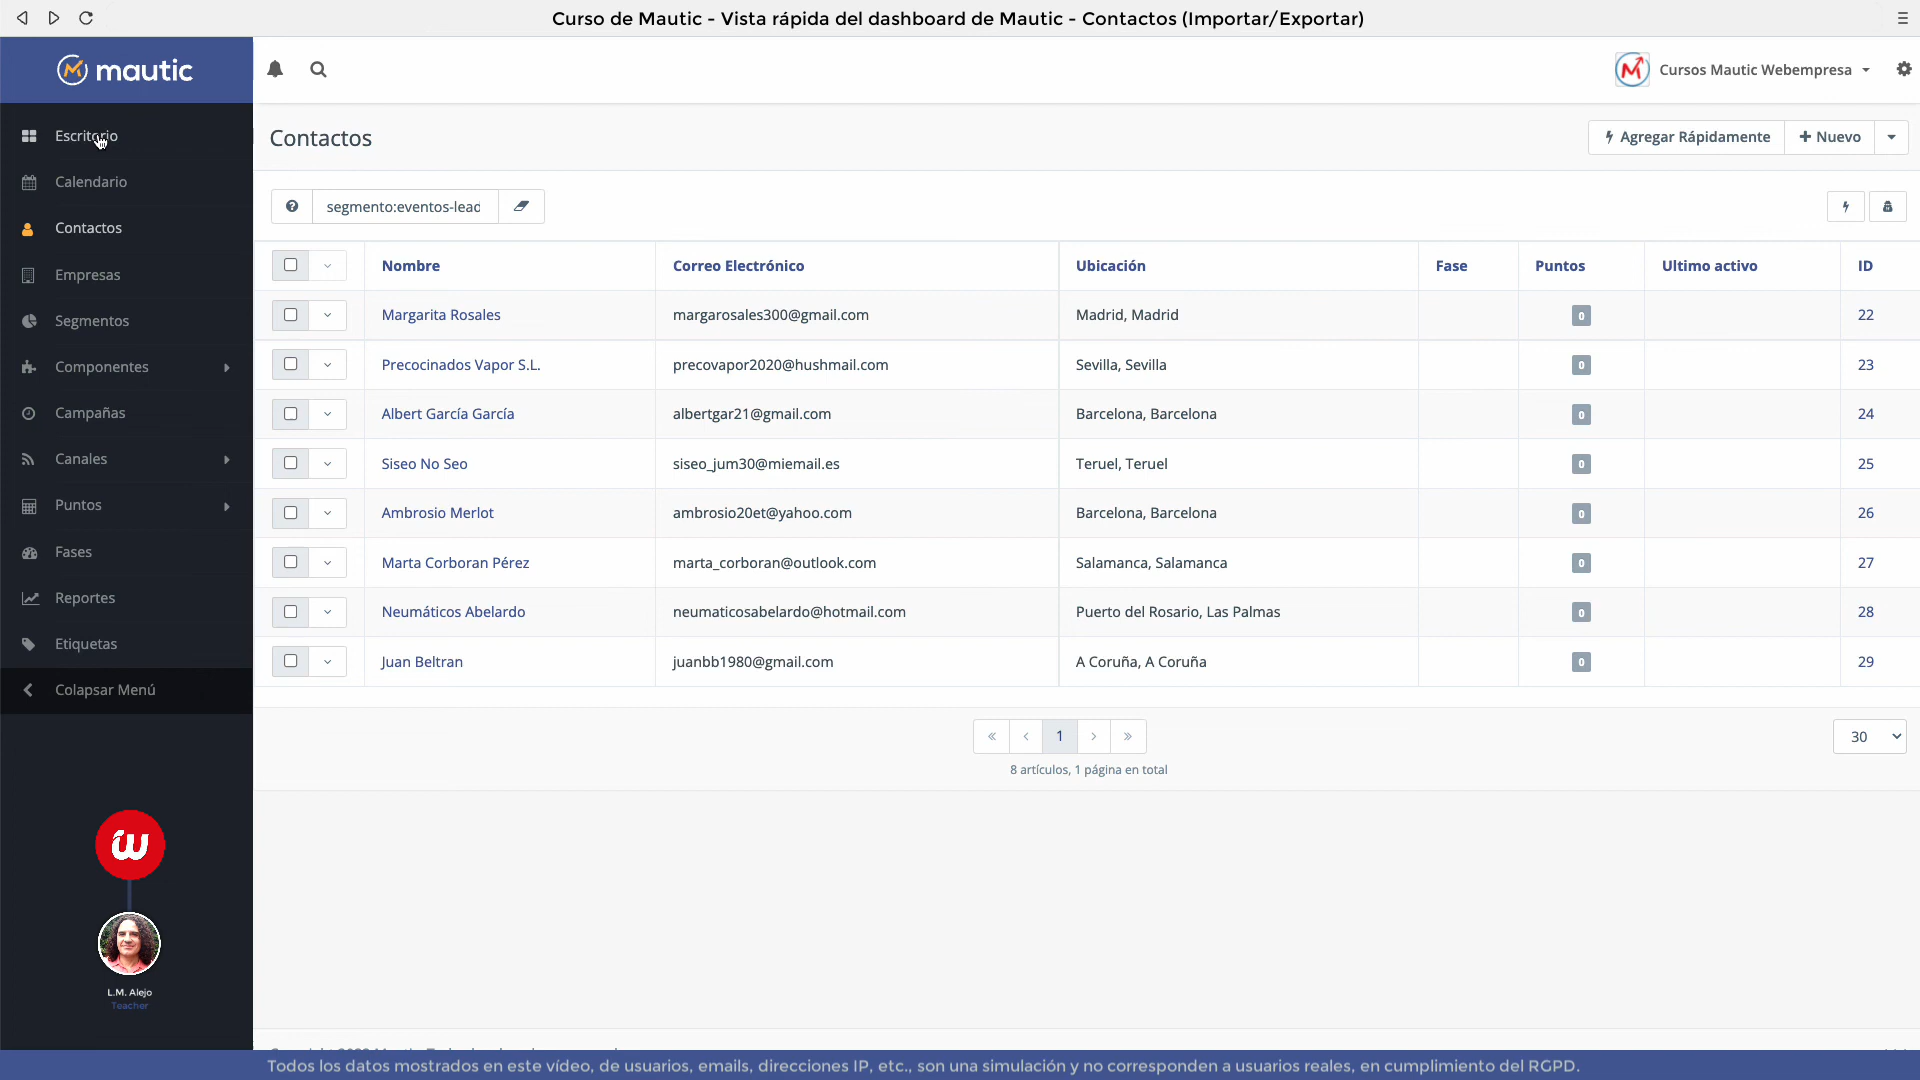 Curso de Mautic - Vista rápida del dashboard de Mautic - Contactos (Importar/Exportar)
mautic
Cursos Mautic Webempresa
Escritorio
Calendario
Contactos
Empresas
Segmentos
Componentes
Campañas
Canales
Puntos
Fases
Reportes
Etiquetas
Colapsar Menú
L.M. Alejo
Teacher
Contactos
Agregar Rápidamente
+ Nuevo
segmento:eventos-lead
Nombre Correo Electrónico Ubicación Fase Puntos Ultimo activo ID
Margarita Rosales margarosales300@gmail.com Madrid, Madrid 0 22
Precocinados Vapor S.L. precovapor2020@hushmail.com Sevilla, Sevilla 0 23
Albert García García albertgar21@gmail.com Barcelona, Barcelona 0 24
Siseo No Seo siseo_jum30@miemail.es Teruel, Teruel 0 25
Ambrosio Merlot ambrosio20et@yahoo.com Barcelona, Barcelona 0 26
Marta Corboran Pérez marta_corboran@outlook.com Salamanca, Salamanca 0 27
Neumáticos Abelardo neumaticosabelardo@hotmail.com Puerto del Rosario, Las Palmas 0 28
Juan Beltran juanbb1980@gmail.com A Coruña, A Coruña 0 29
« ‹ 1 › »
30
8 artículos, 1 página en total
Todos los datos mostrados en este vídeo, de usuarios, emails, direcciones IP, etc., son una simulación y no corresponden a usuarios reales, en cumplimiento del RGPD.